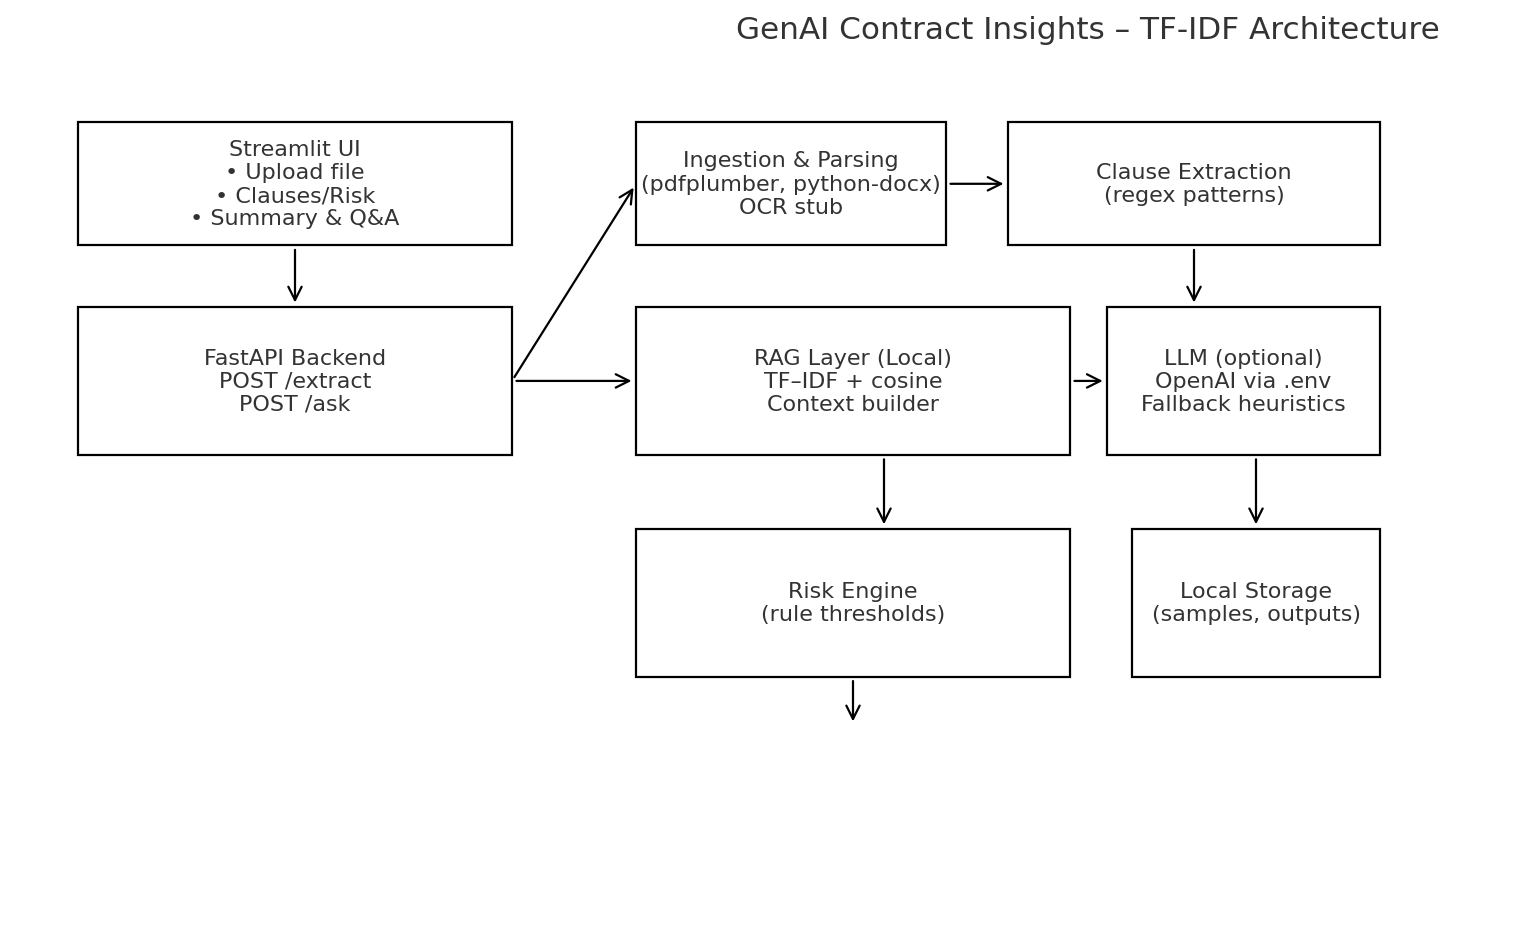 GenAI Contract Insights – TF-IDF Architecture
Streamlit UI
• Upload file
• Clauses/Risk
• Summary & Q&A
Ingestion & Parsing
(pdfplumber, python-docx)
OCR stub
Clause Extraction
(regex patterns)
FastAPI Backend
POST /extract
POST /ask
RAG Layer (Local)
TF–IDF + cosine
Context builder
LLM (optional)
OpenAI via .env
Fallback heuristics
Risk Engine
(rule thresholds)
Local Storage
(samples, outputs)